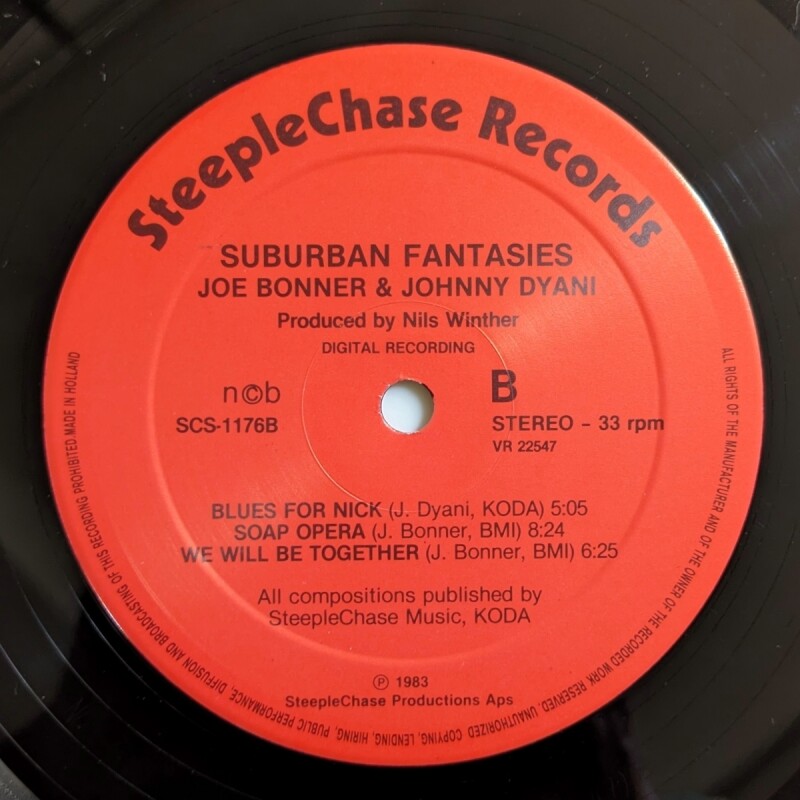 SteepleChase Records
SUBURBAN FANTASIES
JOE BONNER & JOHNNY DYANI
Produced by Nils Winther
DIGITAL RECORDING
n©b
SCS-1176B
B
STEREO - 33 rpm
VR 22547
BLUES FOR NICK (J. Dyani, KODA) 5:05
SOAP OPERA (J. Bonner, BMI) 8:24
WE WILL BE TOGETHER (J. Bonner, BMI) 6:25
All compositions published by
SteepleChase Music, KODA
℗ 1983
SteepleChase Productions Aps
ALL RIGHTS OF THE MANUFACTURER AND OF THE OWNER OF THE RECORDED WORK RESERVED. UNAUTHORIZED COPYING, LENDING, HIRING, PUBLIC PERFORMANCE, DIFFUSION AND BROADCASTING OF THIS RECORDING PROHIBITED.MADE IN HOLLAND